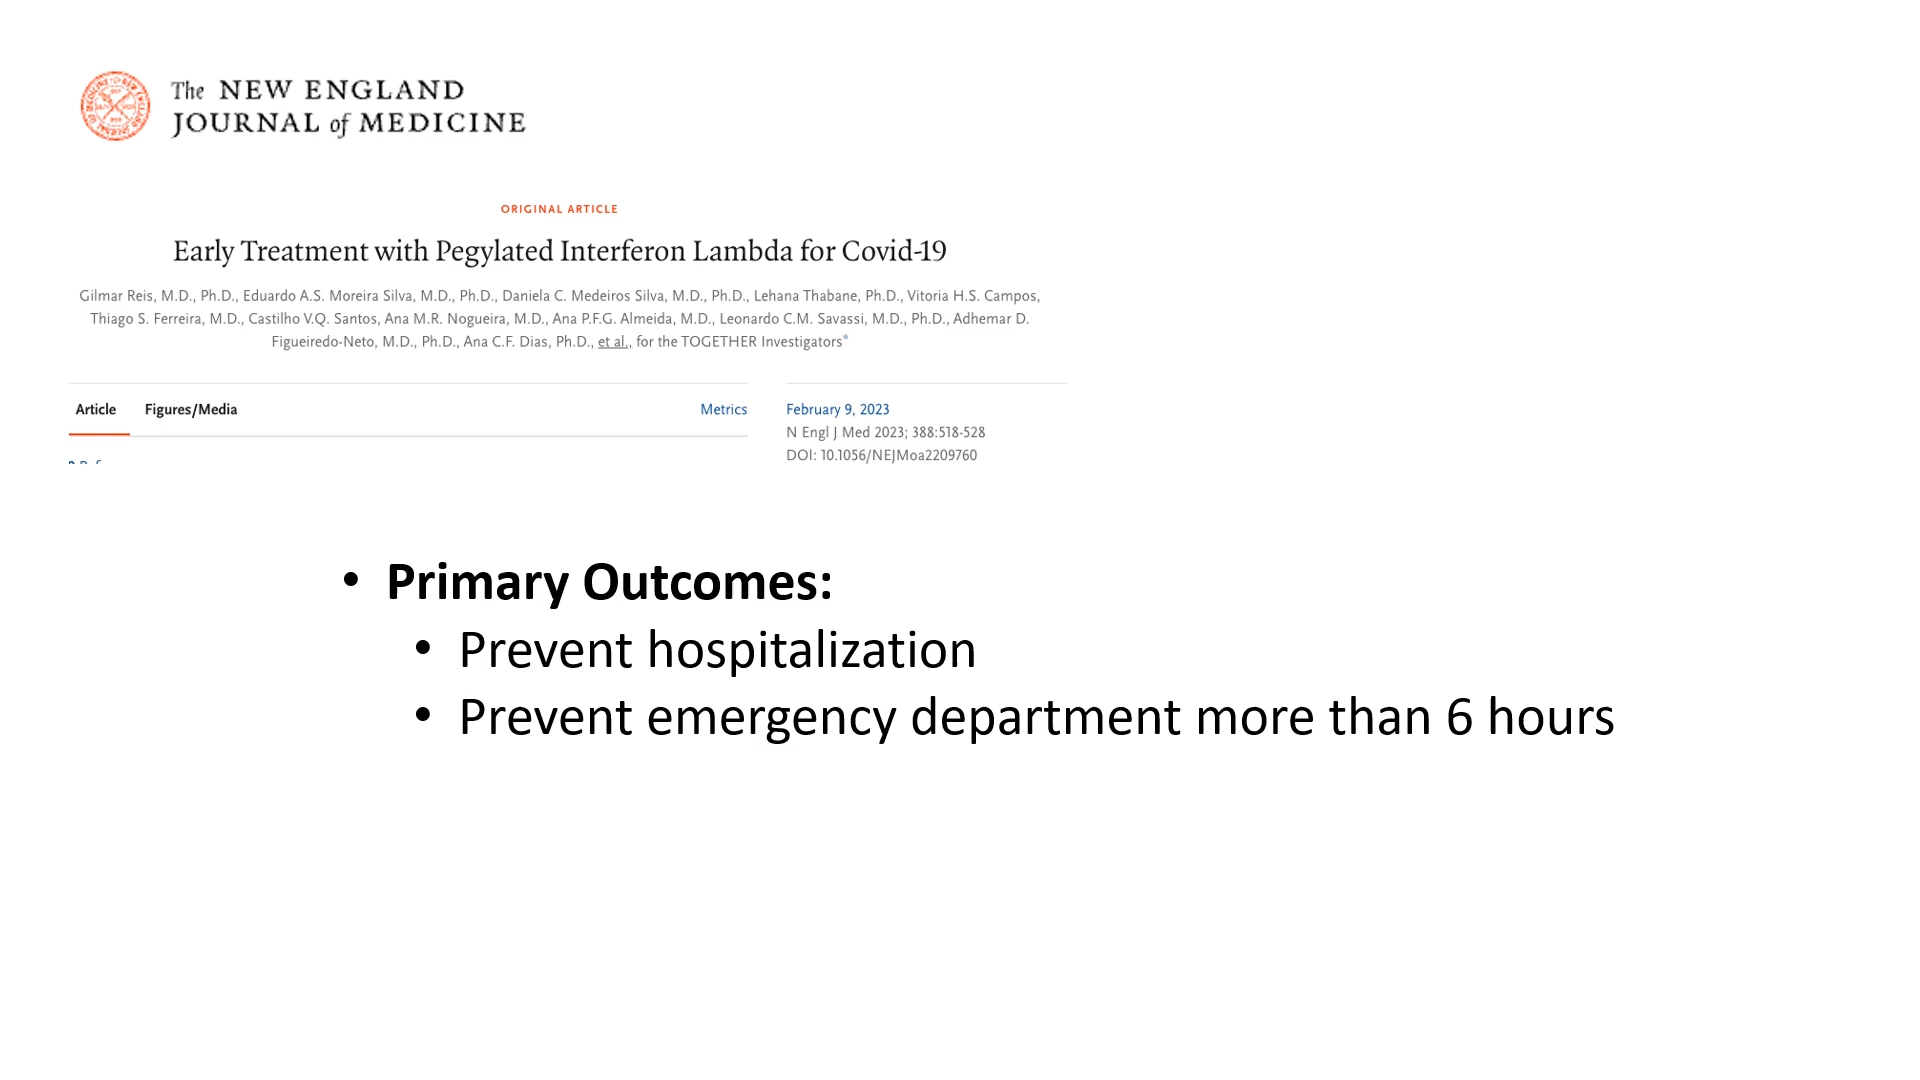 The NEW ENGLAND
JOURNAL of MEDICINE
ORIGINAL ARTICLE
Early Treatment with Pegylated Interferon Lambda for Covid-19
Gilmar Reis, M.D., Ph.D., Eduardo A.S. Moreira Silva, M.D., Ph.D., Daniela C. Medeiros Silva, M.D., Ph.D., Lehana Thabane, Ph.D., Vitoria H.S. Campos,
Thiago S. Ferreira, M.D., Castilho V.Q. Santos, Ana M.R. Nogueira, M.D., Ana P.F.G. Almeida, M.D., Leonardo C.M. Savassi, M.D., Ph.D., Adhemar D.
Figueiredo-Neto, M.D., Ph.D., Ana C.F. Dias, Ph.D., et al., for the TOGETHER Investigators*
Article Figures/Media Metrics
February 9, 2023
N Engl J Med 2023; 388:518-528
DOI: 10.1056/NEJMoa2209760
• Primary Outcomes:
• Prevent hospitalization
• Prevent emergency department more than 6 hours